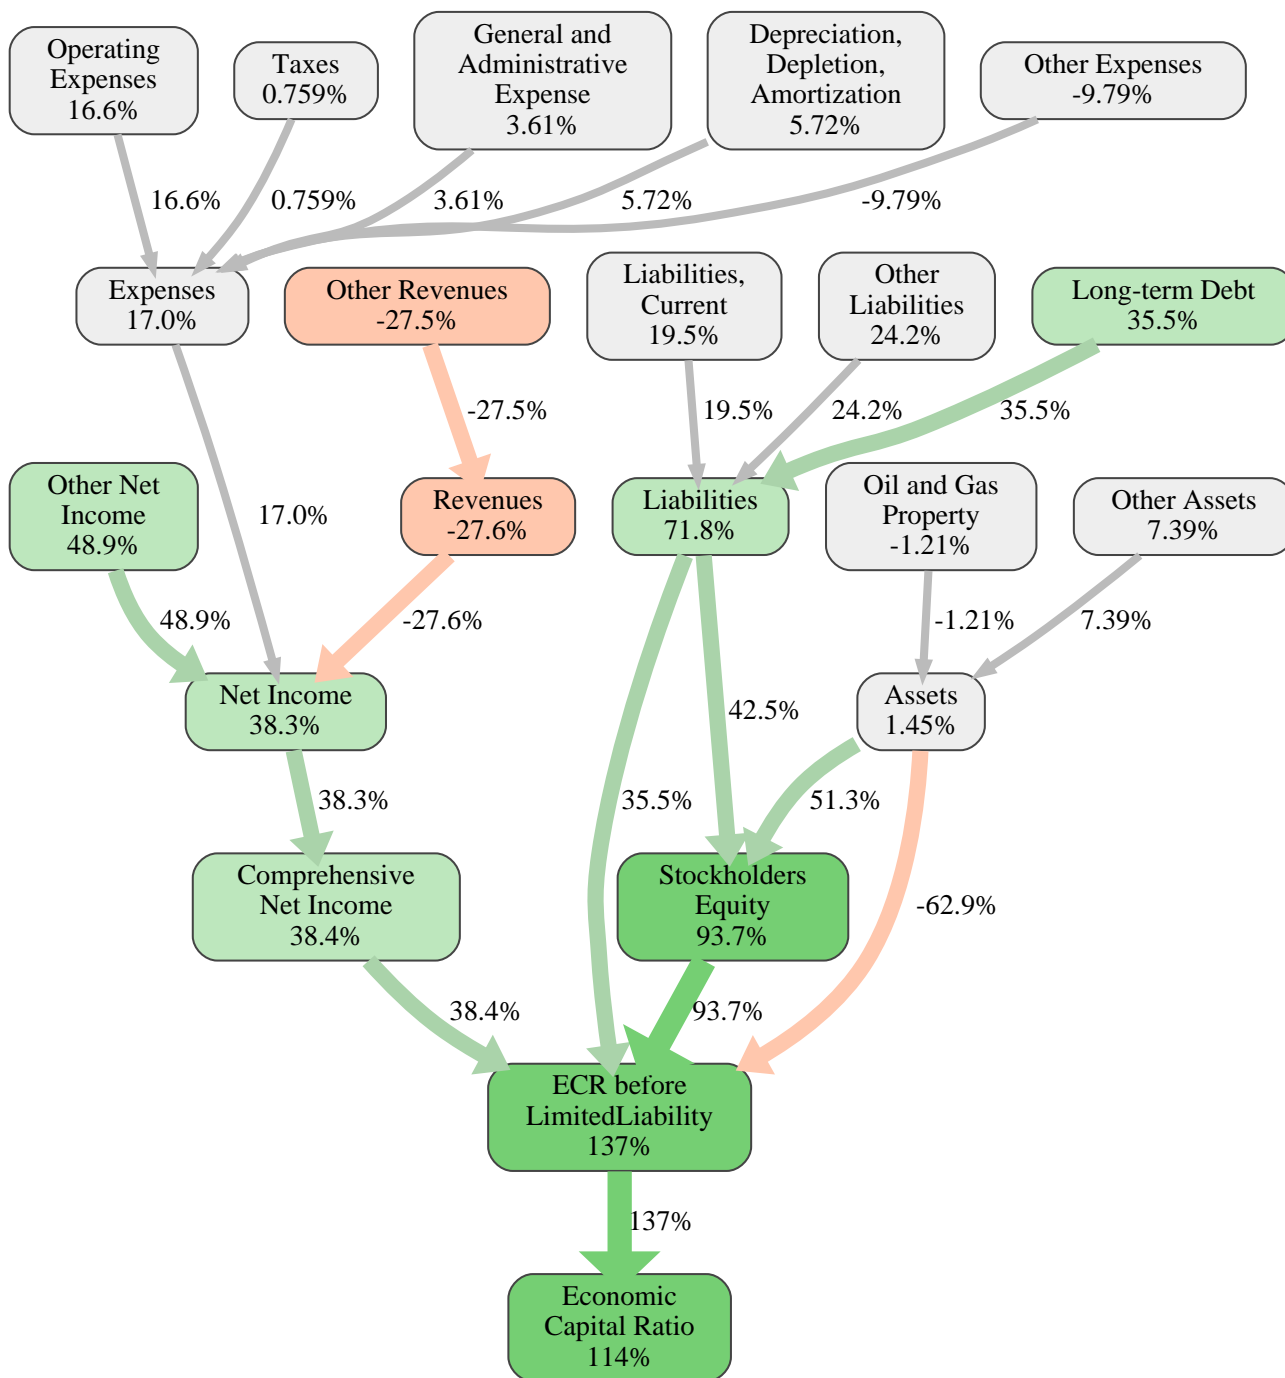 Operating
Expenses
16.6%
Taxes
0.759%
General and
Administrative
Expense
3.61%
Depreciation,
Depletion,
Amortization
5.72%
Other Expenses
-9.79%
16.6%
0.759%
3.61%
5.72%
-9.79%
Expenses
17.0%
Other Revenues
-27.5%
Liabilities,
Current
19.5%
Other
Liabilities
24.2%
Long-term Debt
35.5%
-27.5%
19.5%
24.2%
35.5%
Other Net
Income
48.9%
17.0%
Revenues
-27.6%
Liabilities
71.8%
Oil and Gas
Property
-1.21%
Other Assets
7.39%
48.9%
-27.6%
-1.21%
7.39%
Net Income
38.3%
42.5%
Assets
1.45%
38.3%
35.5%
51.3%
Comprehensive
Net Income
38.4%
Stockholders
Equity
93.7%
-62.9%
38.4%
93.7%
ECR before
LimitedLiability
137%
137%
Economic
Capital Ratio
114%